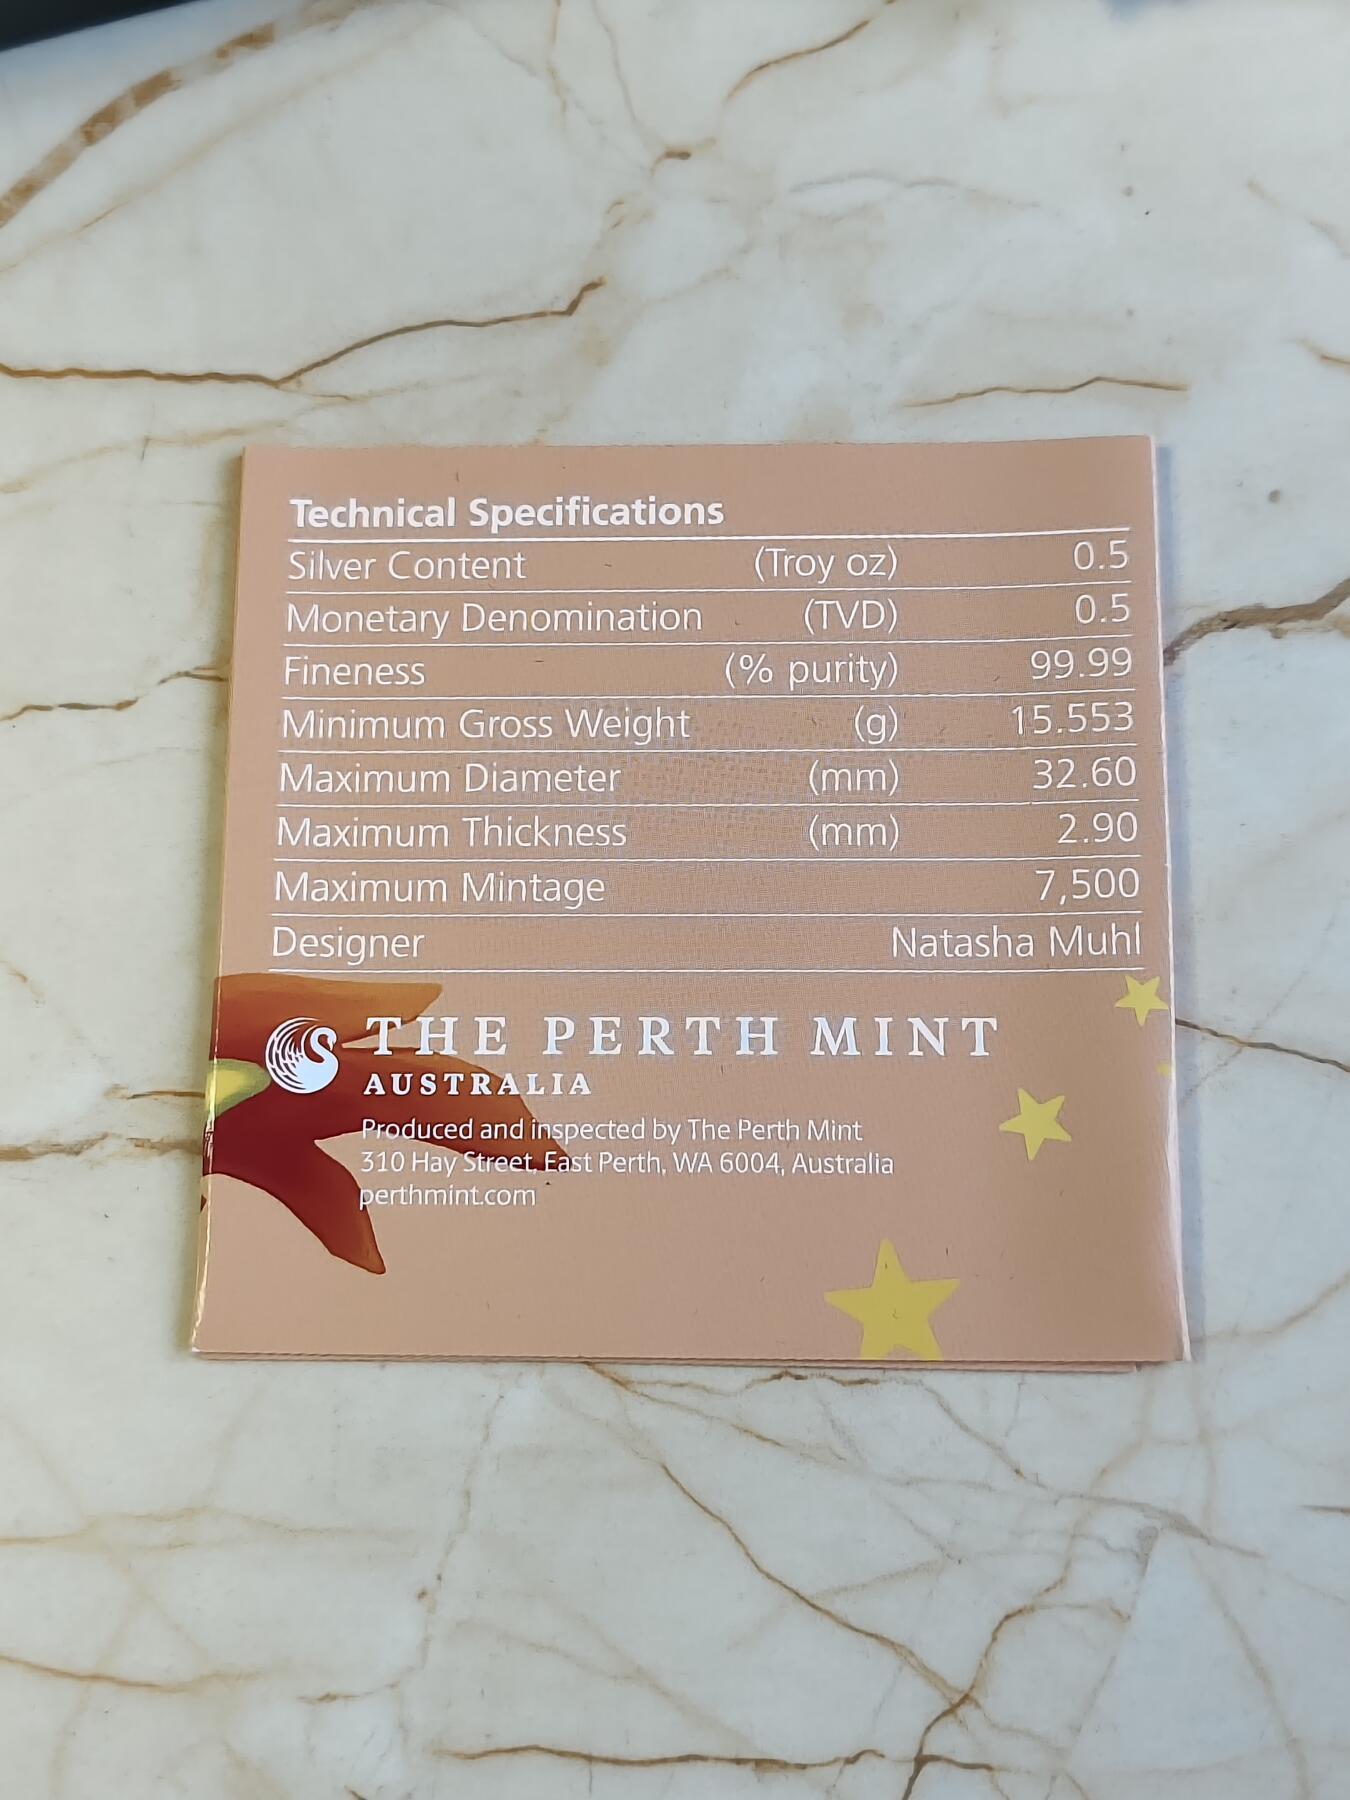 Technical Specifications
Silver Content (Troy oz) 0.5
Monetary Denomination (TVD) 0.5
Fineness (% purity) 99.99
Minimum Gross Weight (g) 15.553
Maximum Diameter (mm) 32.60
Maximum Thickness (mm) 2.90
Maximum Mintage 7,500
Designer Natasha Muhl
THE PERTH MINT
AUSTRALIA
Produced and inspected by The Perth Mint
310 Hay Street, East Perth, WA 6004, Australia
perthmint.com